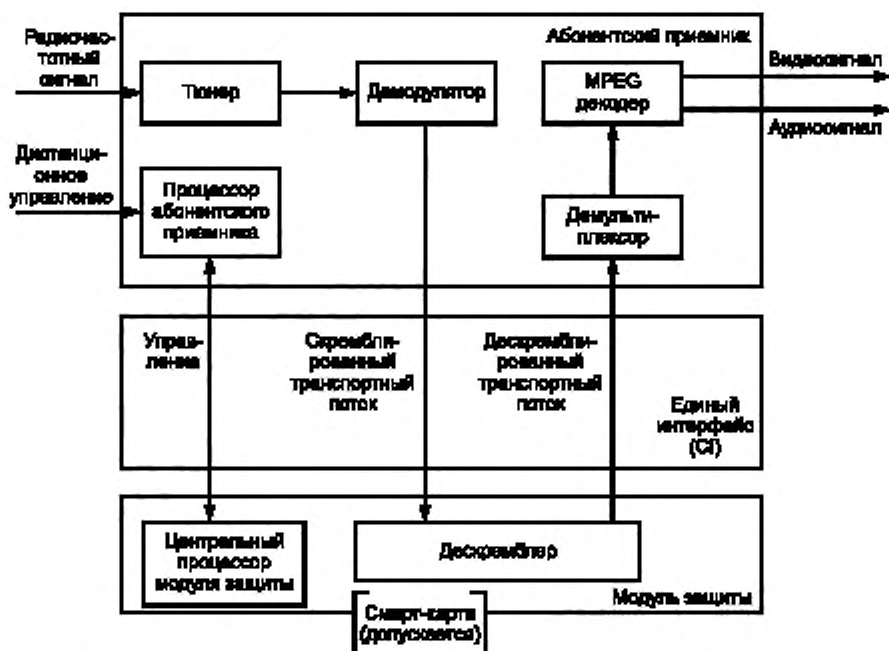 Абонентский приемник
Радиочас-
тотный
сигнал
Тюнер
Демодулятор
MPEG
декодер
Видеосигнал
Аудиосигнал
Дистанци-
онное
управление
Процессор
абонентского
приемника
Демульти-
плексор
Управ-
ление
Скрембли-
рованный
транспортный
поток
Дескрембли-
рованный
транспортный
поток
Единый
интерфейс
(CI)
Центральный
процессор
модуля защиты
Дескремблер
Модуль защиты
Смарт-карта
(допускается)